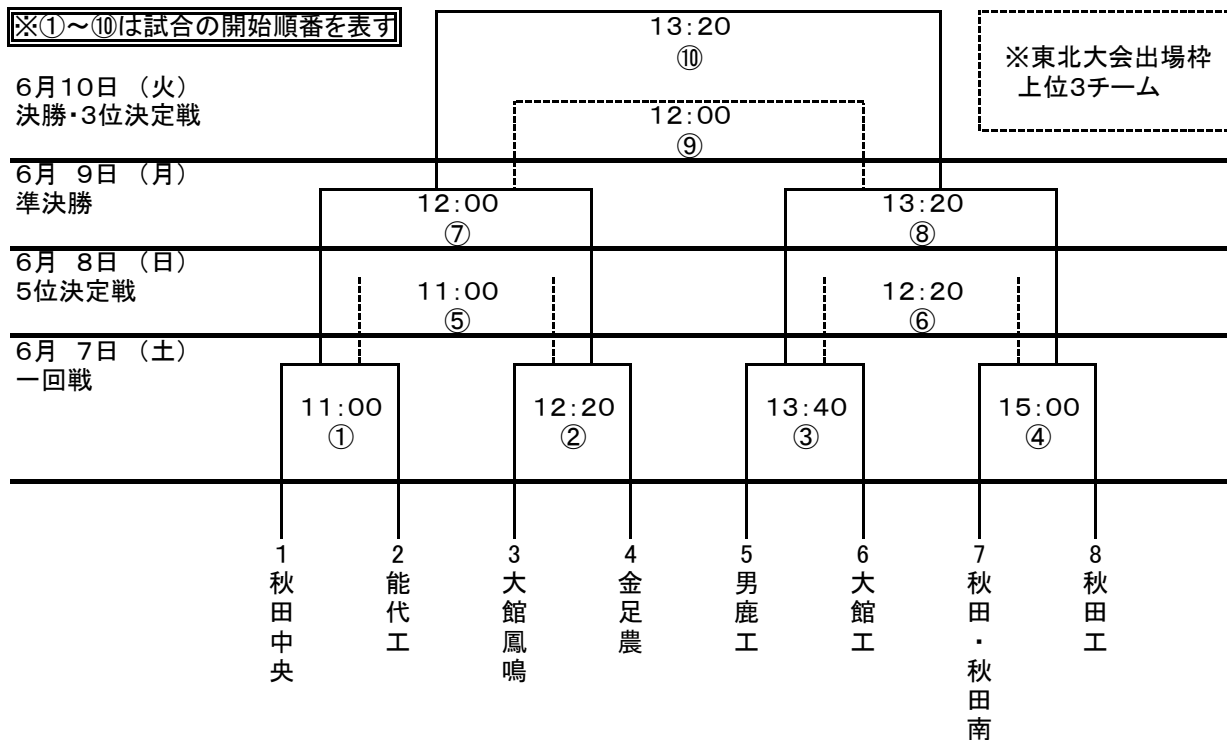 ※①～⑩は試合の開始順番を表す
13:20
⑩
※東北大会出場枠
上位3チーム
6月10日 （火）
決勝・3位決定戦
12:00
⑨
6月 9日 （月）
準決勝
12:00
⑦
13:20
⑧
6月 8日 （日）
5位決定戦
11:00
⑤
12:20
⑥
6月 7日 （土）
一回戦
11:00
①
12:20
②
13:40
③
15:00
④
1
秋田中央
2
能代工
3
大館鳳鳴
4
金足農
5
男鹿工
6
大館工
7
秋田・秋田南
8
秋田工